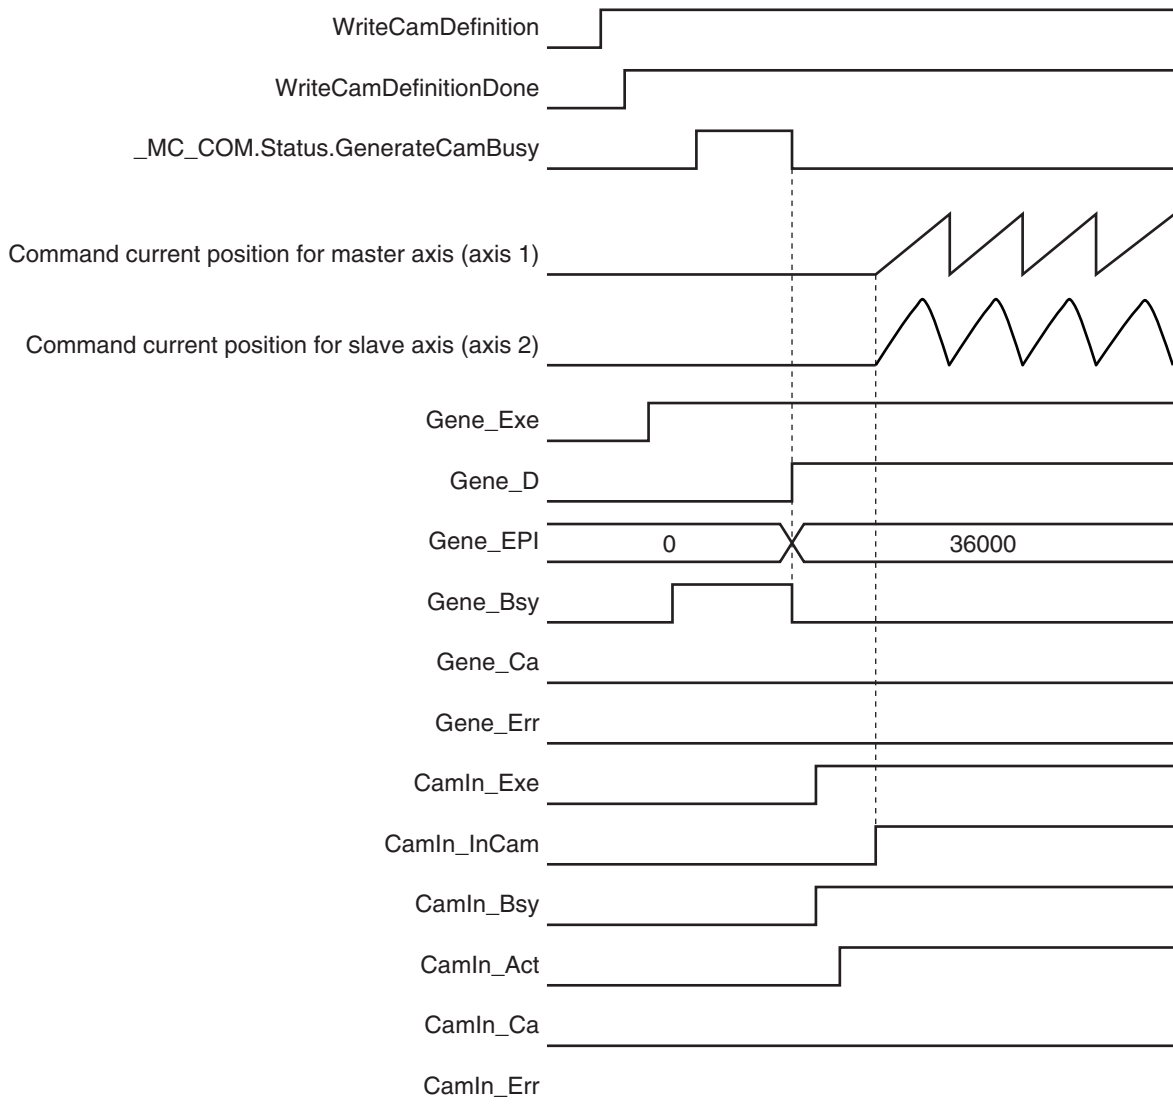 WriteCamDefinition
WriteCamDefinitionDone
_MC_COM.Status.GenerateCamBusy
Command current position for master axis (axis 1)
Command current position for slave axis (axis 2)
Gene_Exe
Gene_D
Gene_EPI 0 36000
Gene_Bsy
Gene_Ca
Gene_Err
CamIn_Exe
CamIn_InCam
CamIn_Bsy
CamIn_Act
CamIn_Ca
CamIn_Err